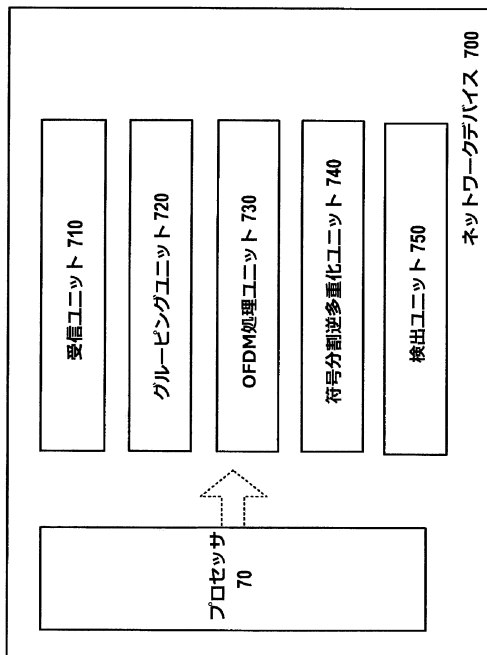 プロセッサ
70
受信ユニット 710
グルーピングユニット 720
OFDM処理ユニット 730
符号分割逆多重化ユニット 740
検出ユニット 750
ネットワークデバイス 700